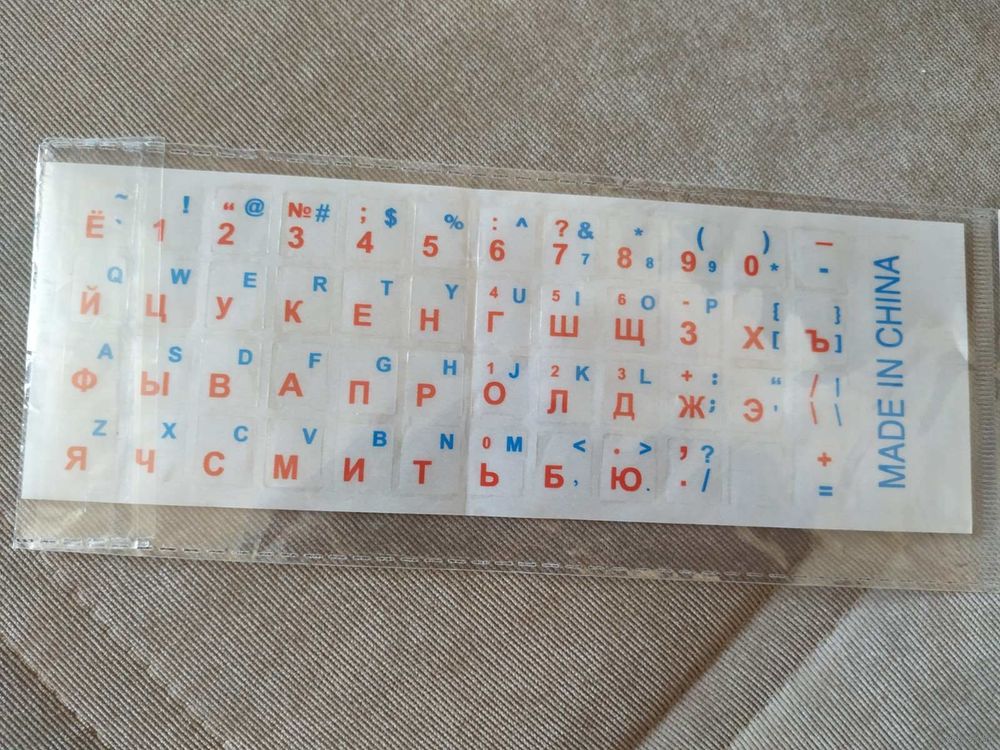 ~ ! “ @ № # ; $ % : ^ ? & * ( ) —
Ё ` 1 2 3 4 5 6 7 7 8 8 9 9 0 * -
Q W E R T Y 4 U 5 I 6 O - P { }
Й Ц У К Е Н Г Ш Щ З Х [ Ъ ]
A S D F G H 1 J 2 K 3 L + : “ / |
Ф Ы В А П Р О Л Д Ж ; Э ' \ \
Z X C V B N 0 M < . > , ? +
Я Ч С М И Т Ь Б , Ю . . / =
MADE IN CHINA